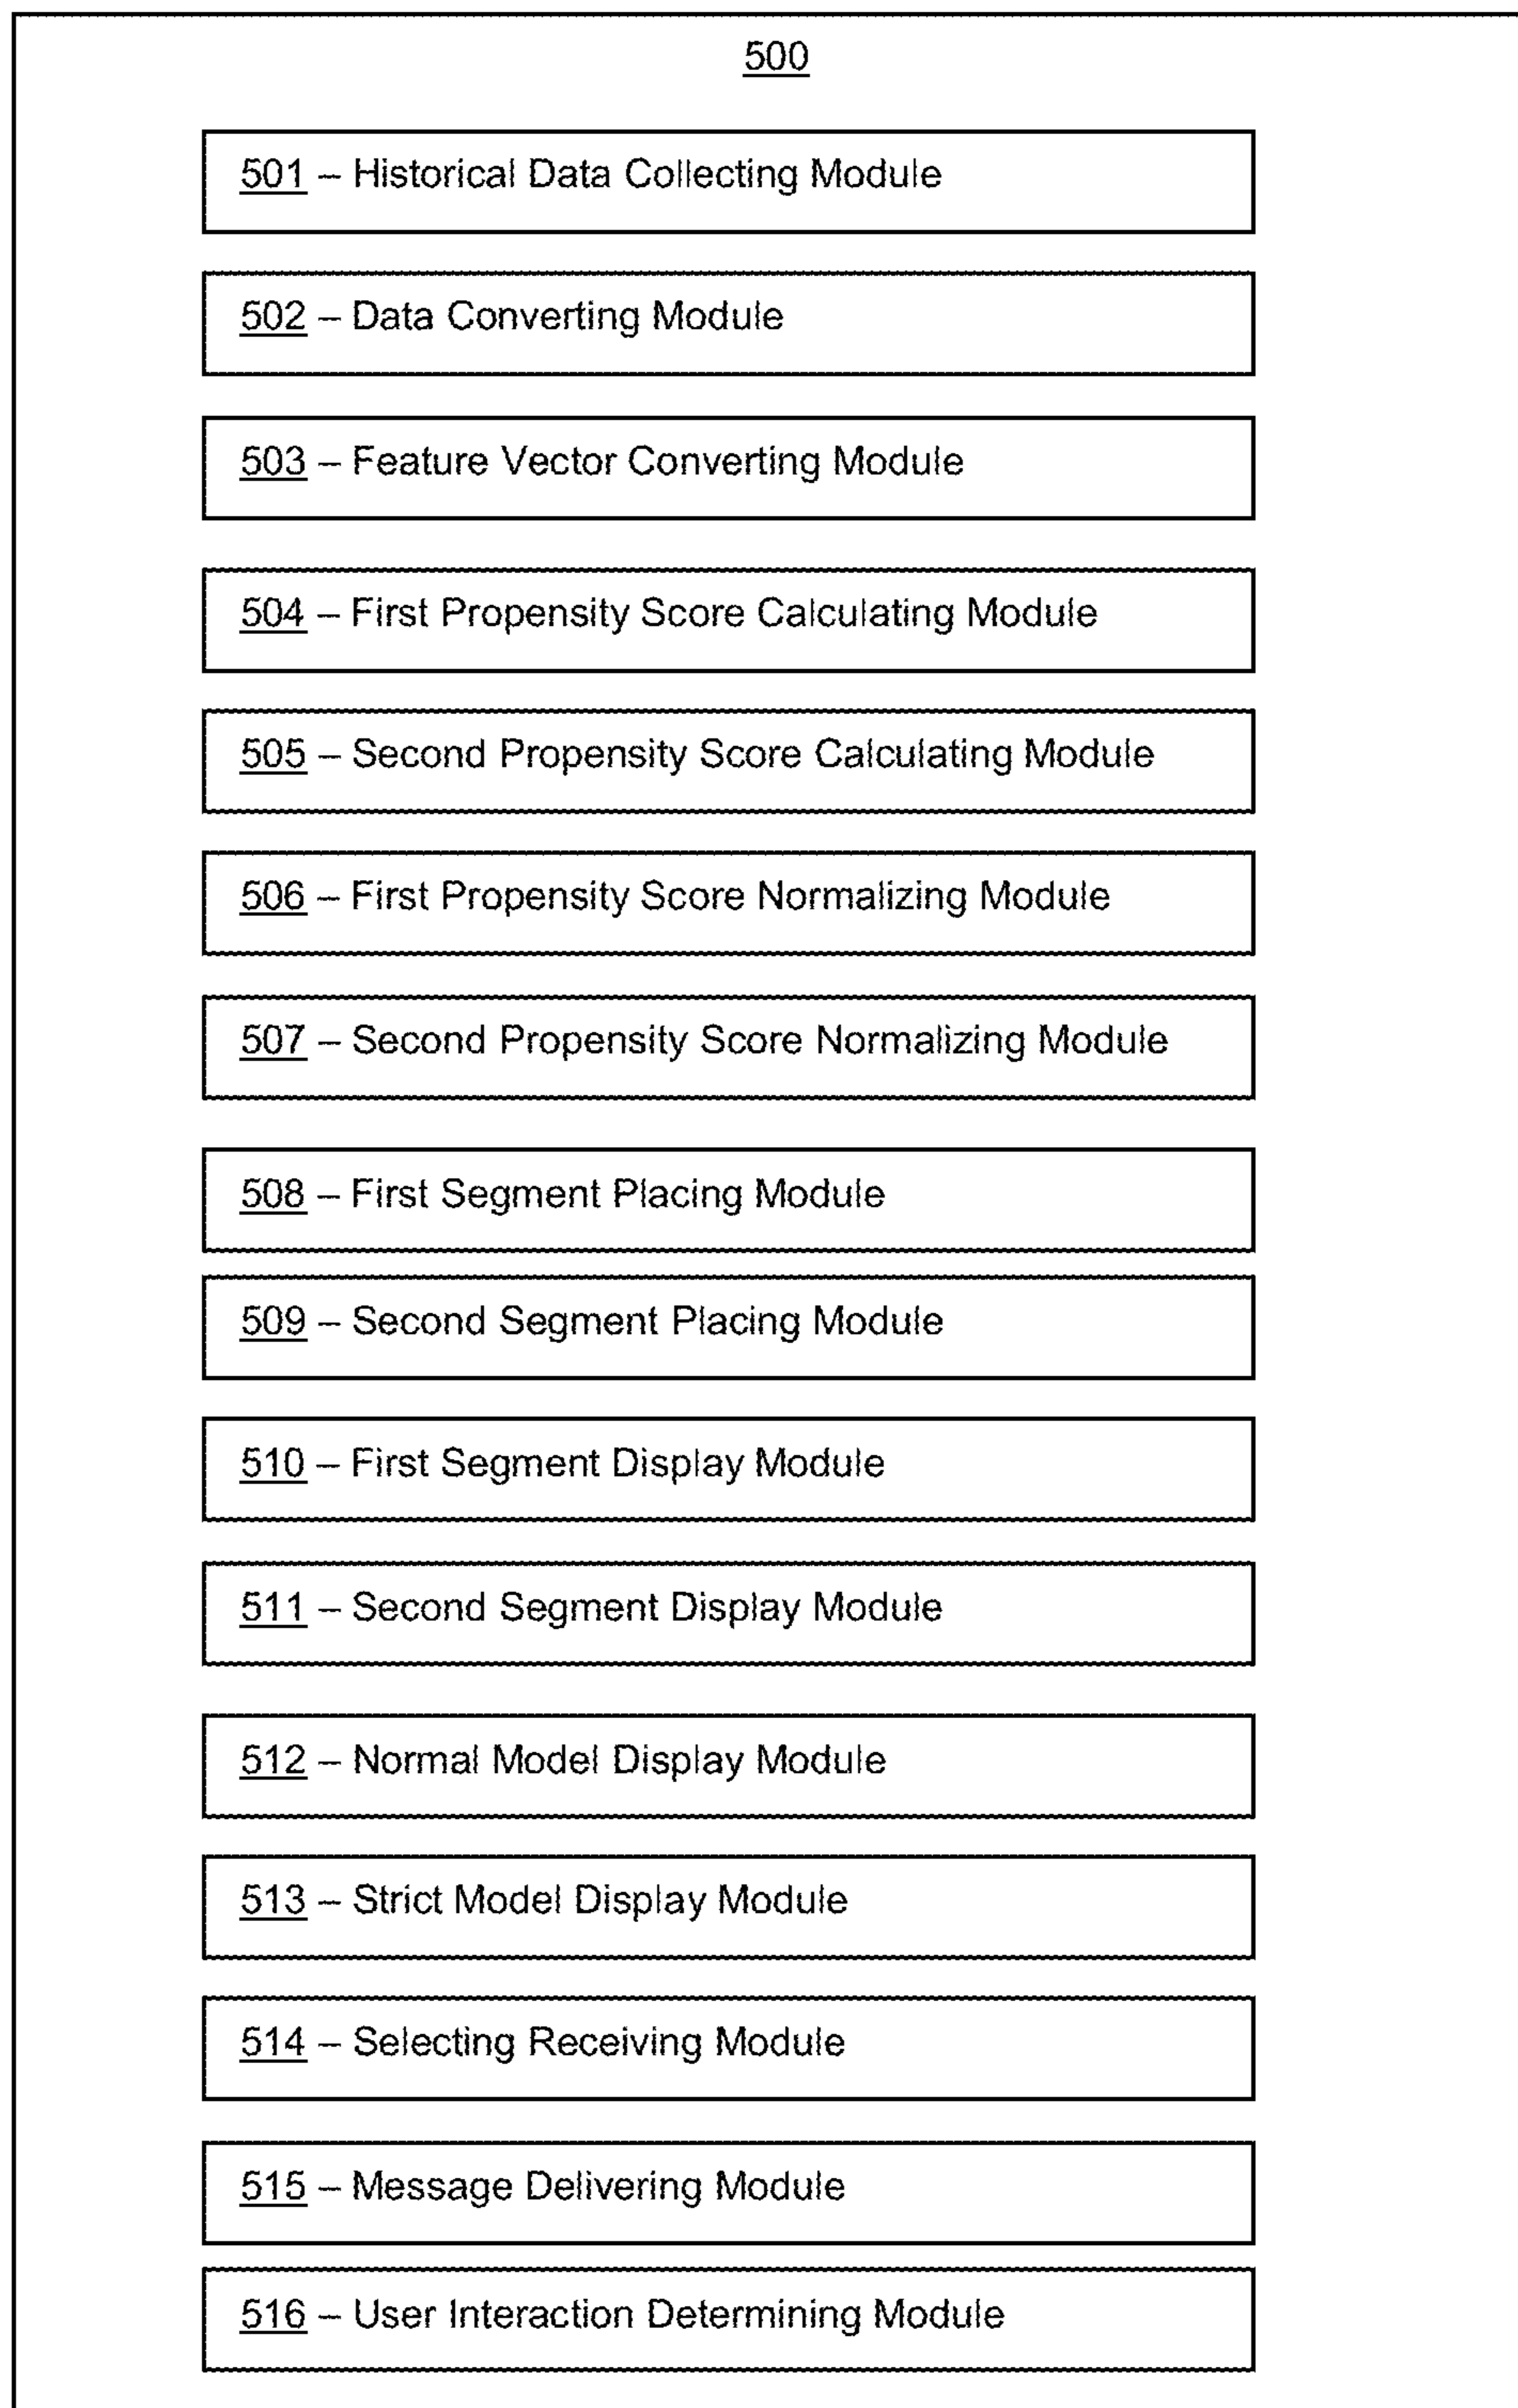 500
501 – Historical Data Collecting Module
502 – Data Converting Module
503 – Feature Vector Converting Module
504 – First Propensity Score Calculating Module
505 – Second Propensity Score Calculating Module
506 – First Propensity Score Normalizing Module
507 – Second Propensity Score Normalizing Module
508 – First Segment Placing Module
509 – Second Segment Placing Module
510 – First Segment Display Module
511 – Second Segment Display Module
512 – Normal Model Display Module
513 – Strict Model Display Module
514 – Selecting Receiving Module
515 – Message Delivering Module
516 – User Interaction Determining Module